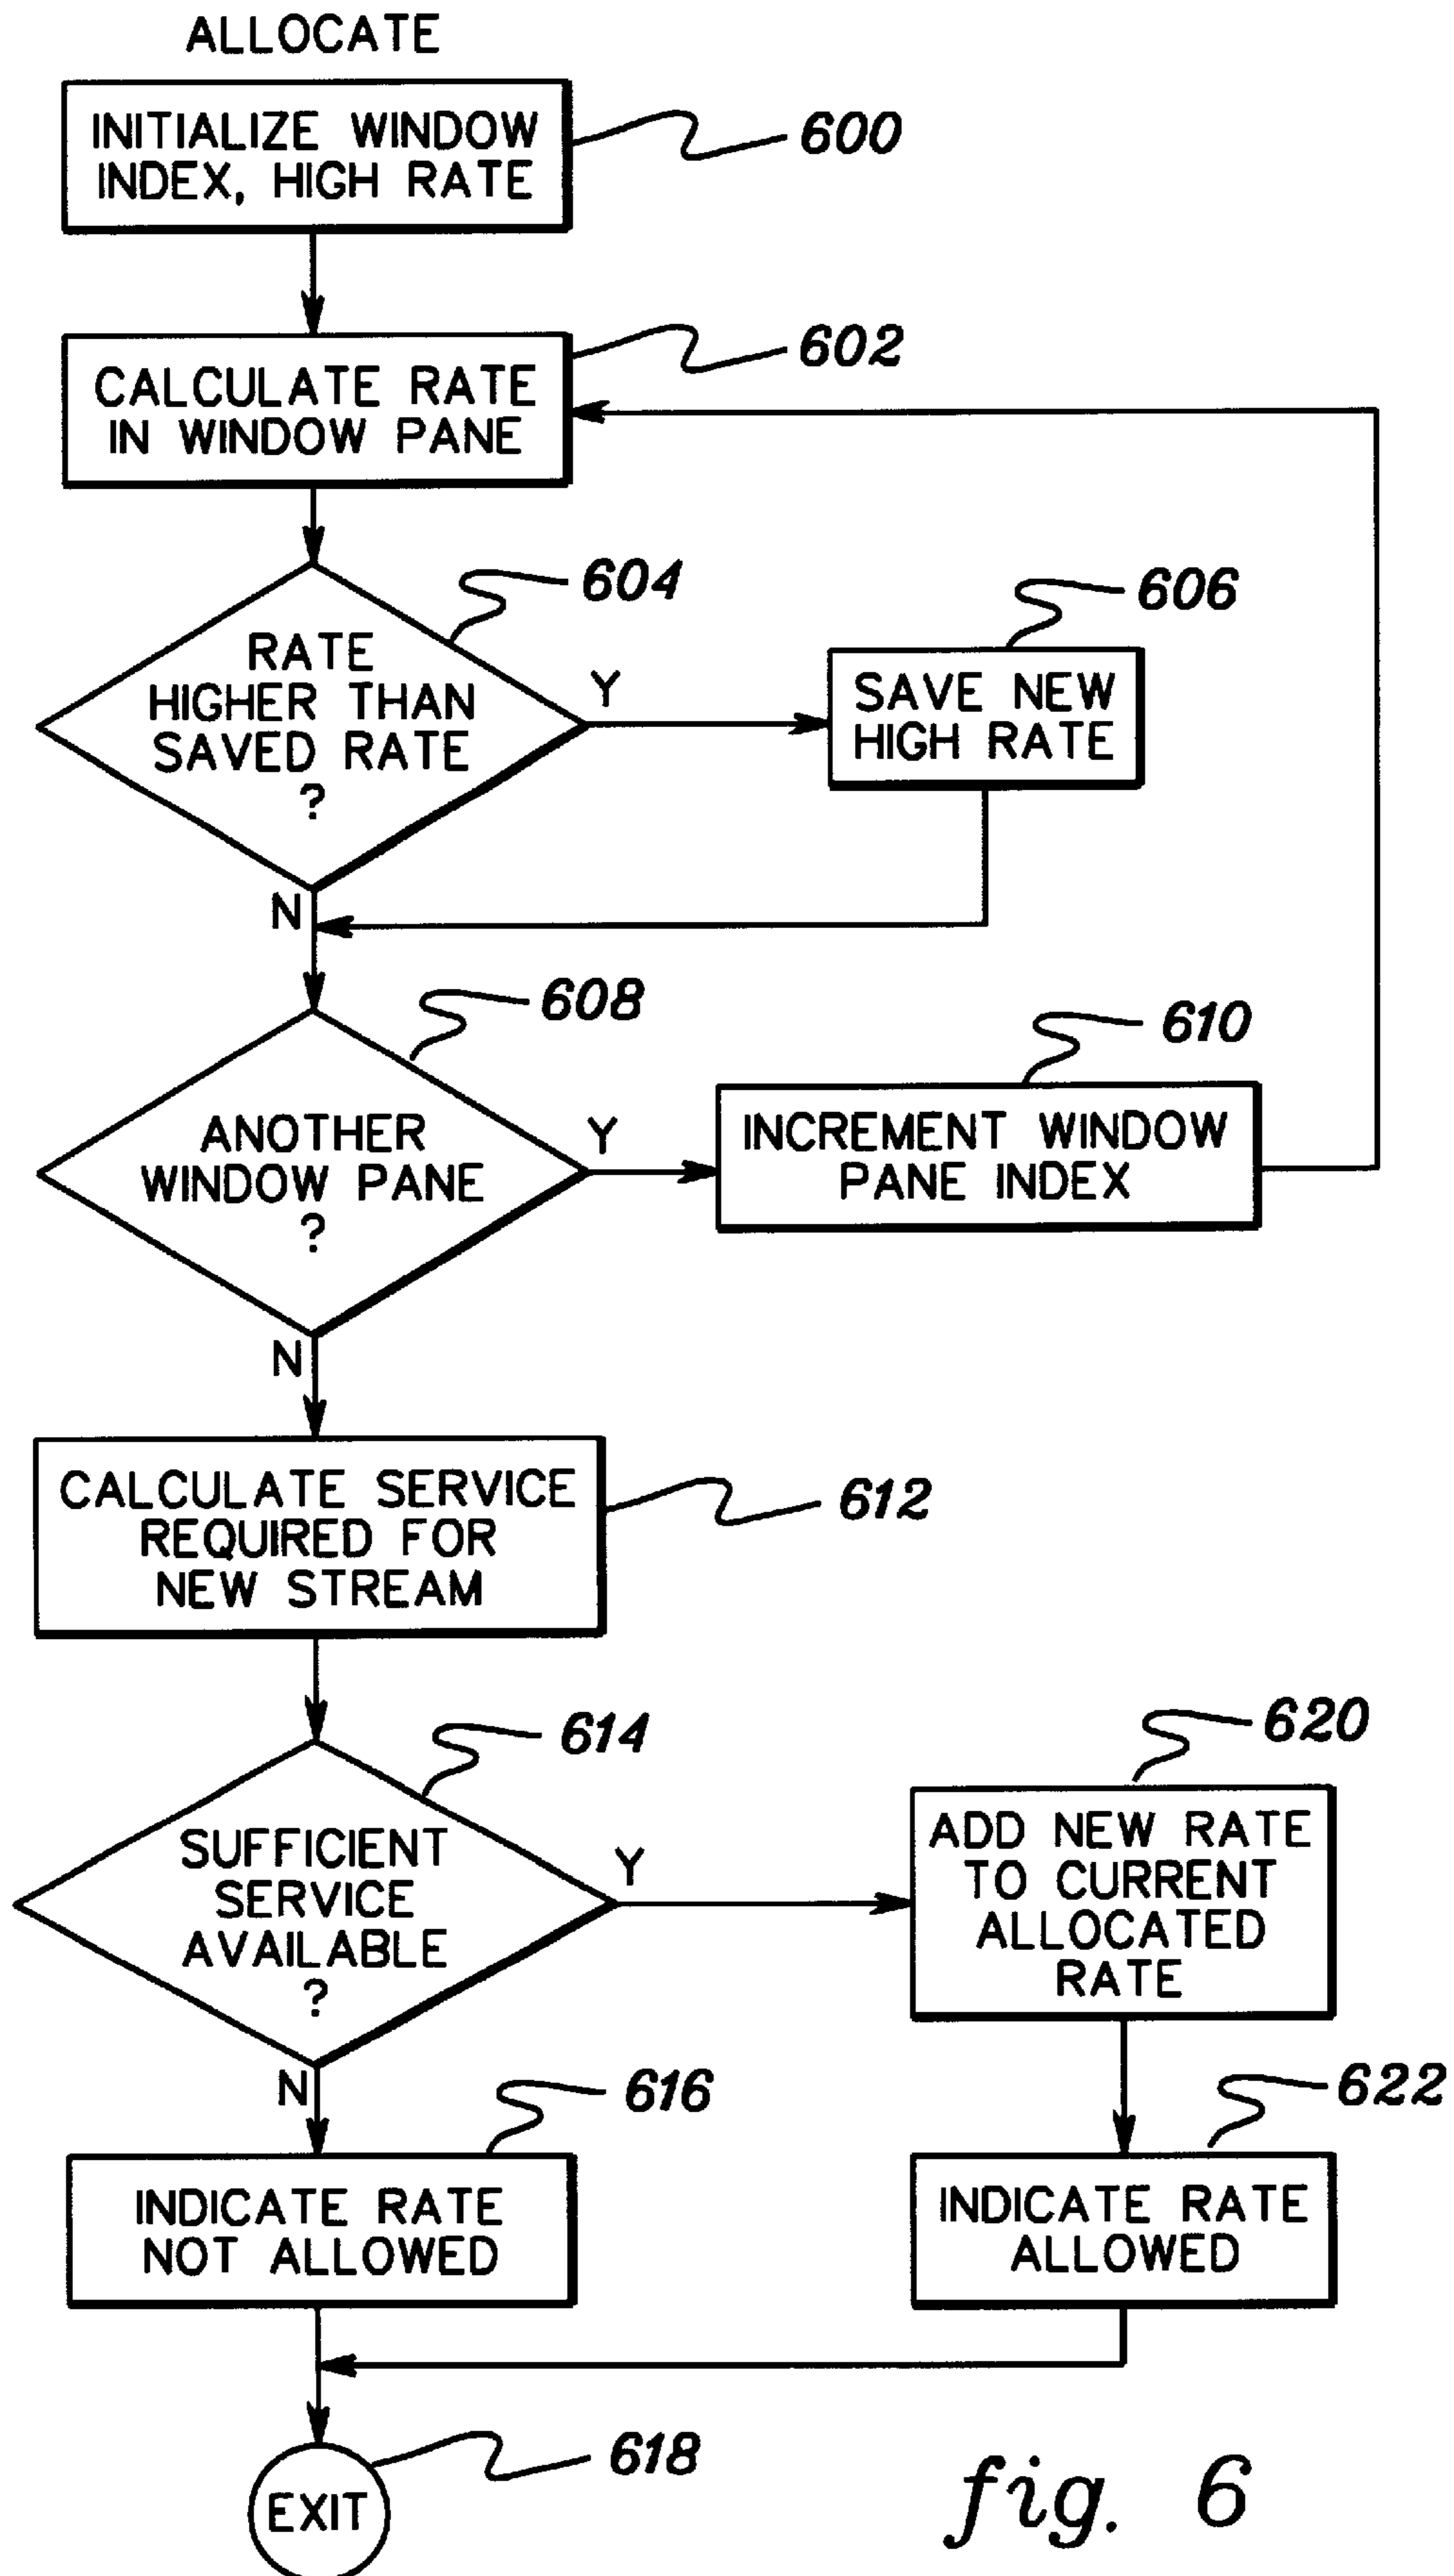 ALLOCATE
INITIALIZE WINDOW
INDEX, HIGH RATE
600
602
CALCULATE RATE
IN WINDOW PANE
604
RATE
HIGHER THAN
SAVED RATE
?
Y
606
SAVE NEW
HIGH RATE
N
608
ANOTHER
WINDOW PANE
?
Y
610
INCREMENT WINDOW
PANE INDEX
N
CALCULATE SERVICE
REQUIRED FOR
NEW STREAM
612
614
SUFFICIENT
SERVICE
AVAILABLE
?
Y
620
ADD NEW RATE
TO CURRENT
ALLOCATED
RATE
N
616
INDICATE RATE
NOT ALLOWED
622
INDICATE RATE
ALLOWED
618
EXIT
fig. 6